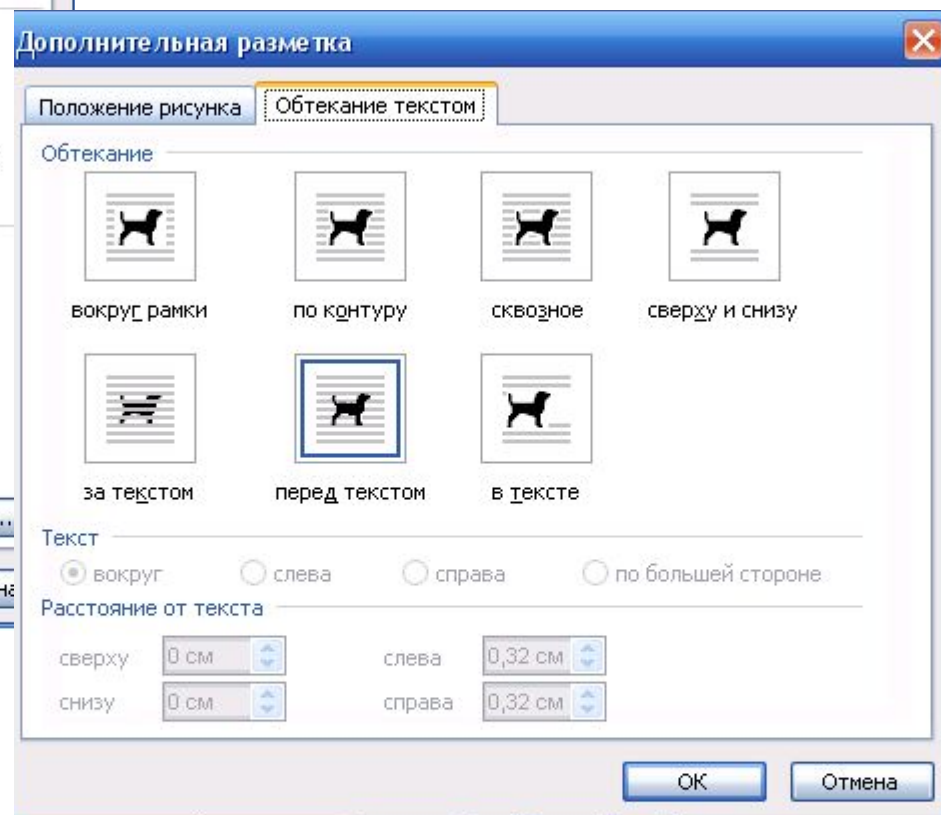 Дополнительная разметка
Положение рисунка Обтекание текстом
Обтекание
вокруг рамки по контуру сквозное сверху и снизу
за текстом перед текстом в тексте
Текст
вокруг слева справа по большей стороне
Расстояние от текста
сверху 0 см слева 0,32 см
снизу 0 см справа 0,32 см
ОК Отмена